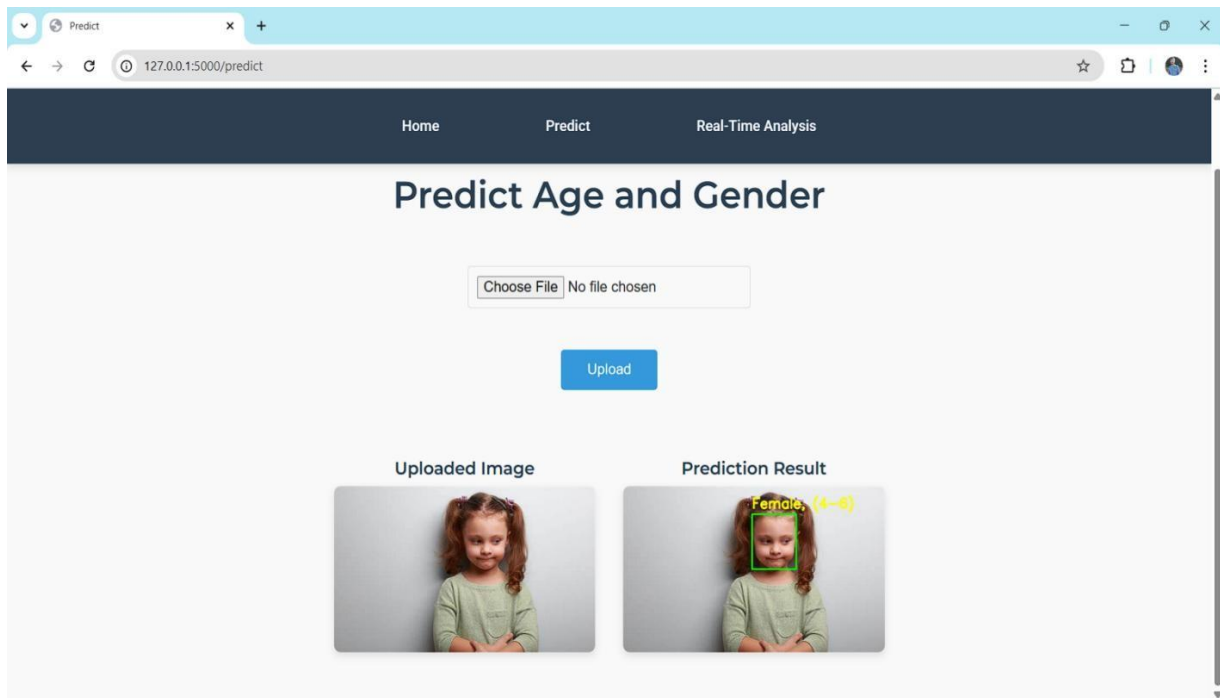 Predict
127.0.0.1:5000/predict
Home Predict Real-Time Analysis
Predict Age and Gender
Choose File No file chosen
Upload
Uploaded Image Prediction Result
Female, (4-6)